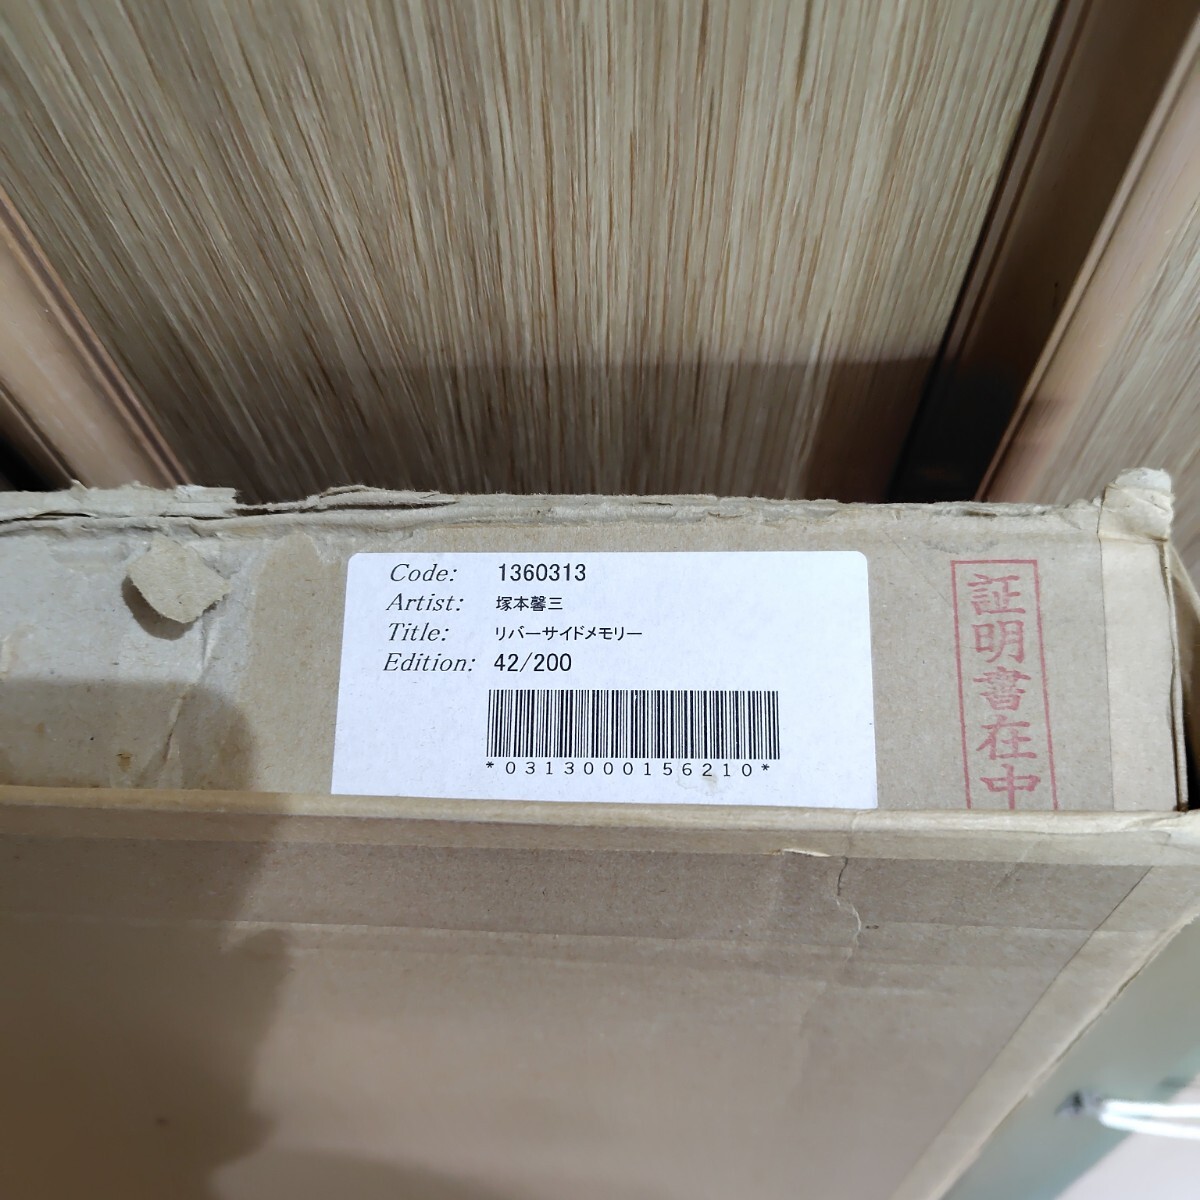 Code: 1360313
Artist: 塚本馨三
Title: リバーサイドメモリー
Edition: 42/200
*0313000156210*
証明書在中